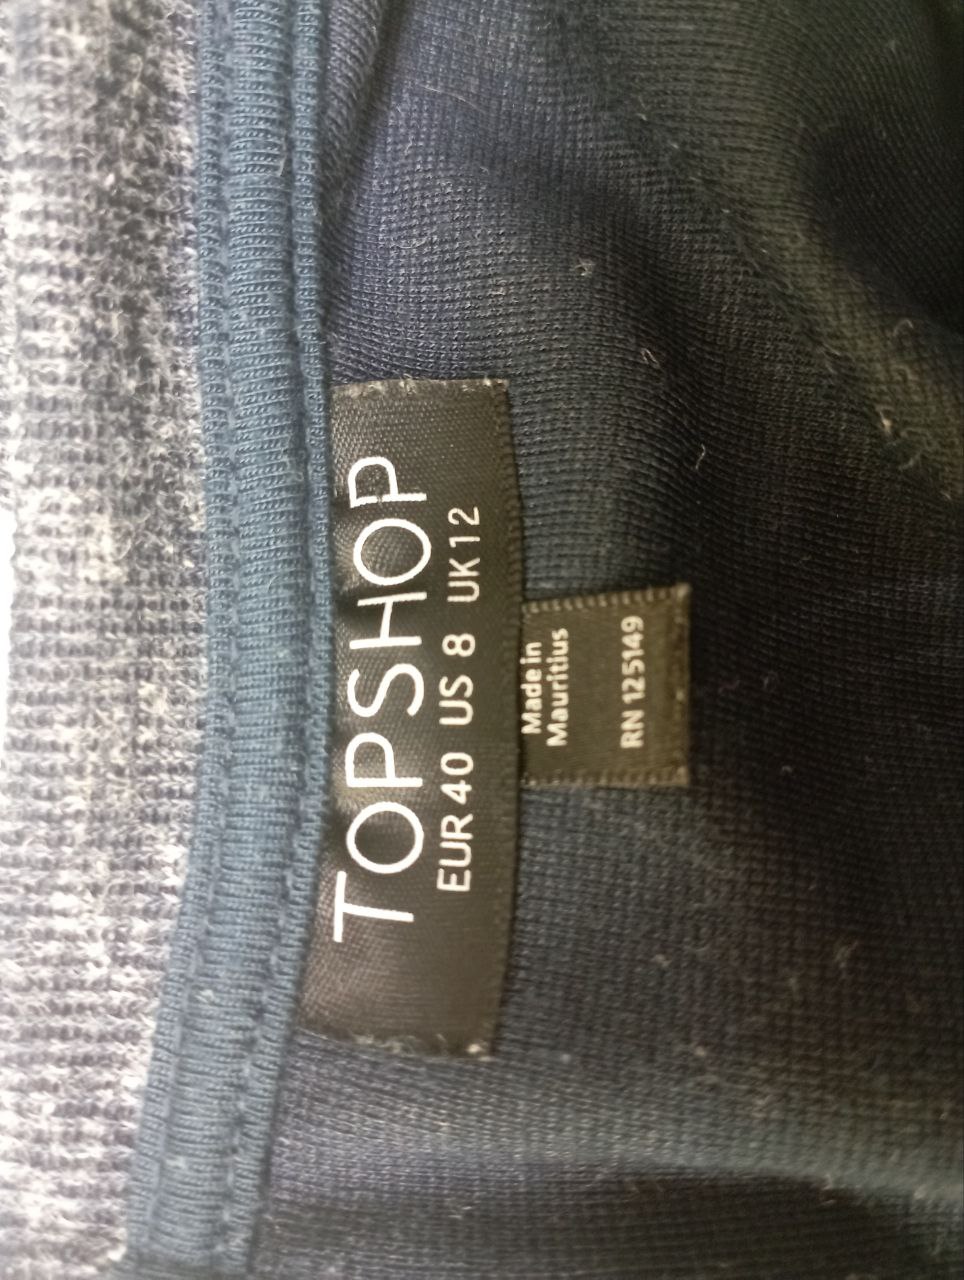 TOPSHOP
EUR 40 US 8 UK 12
Made in
Mauritius
RN 125149